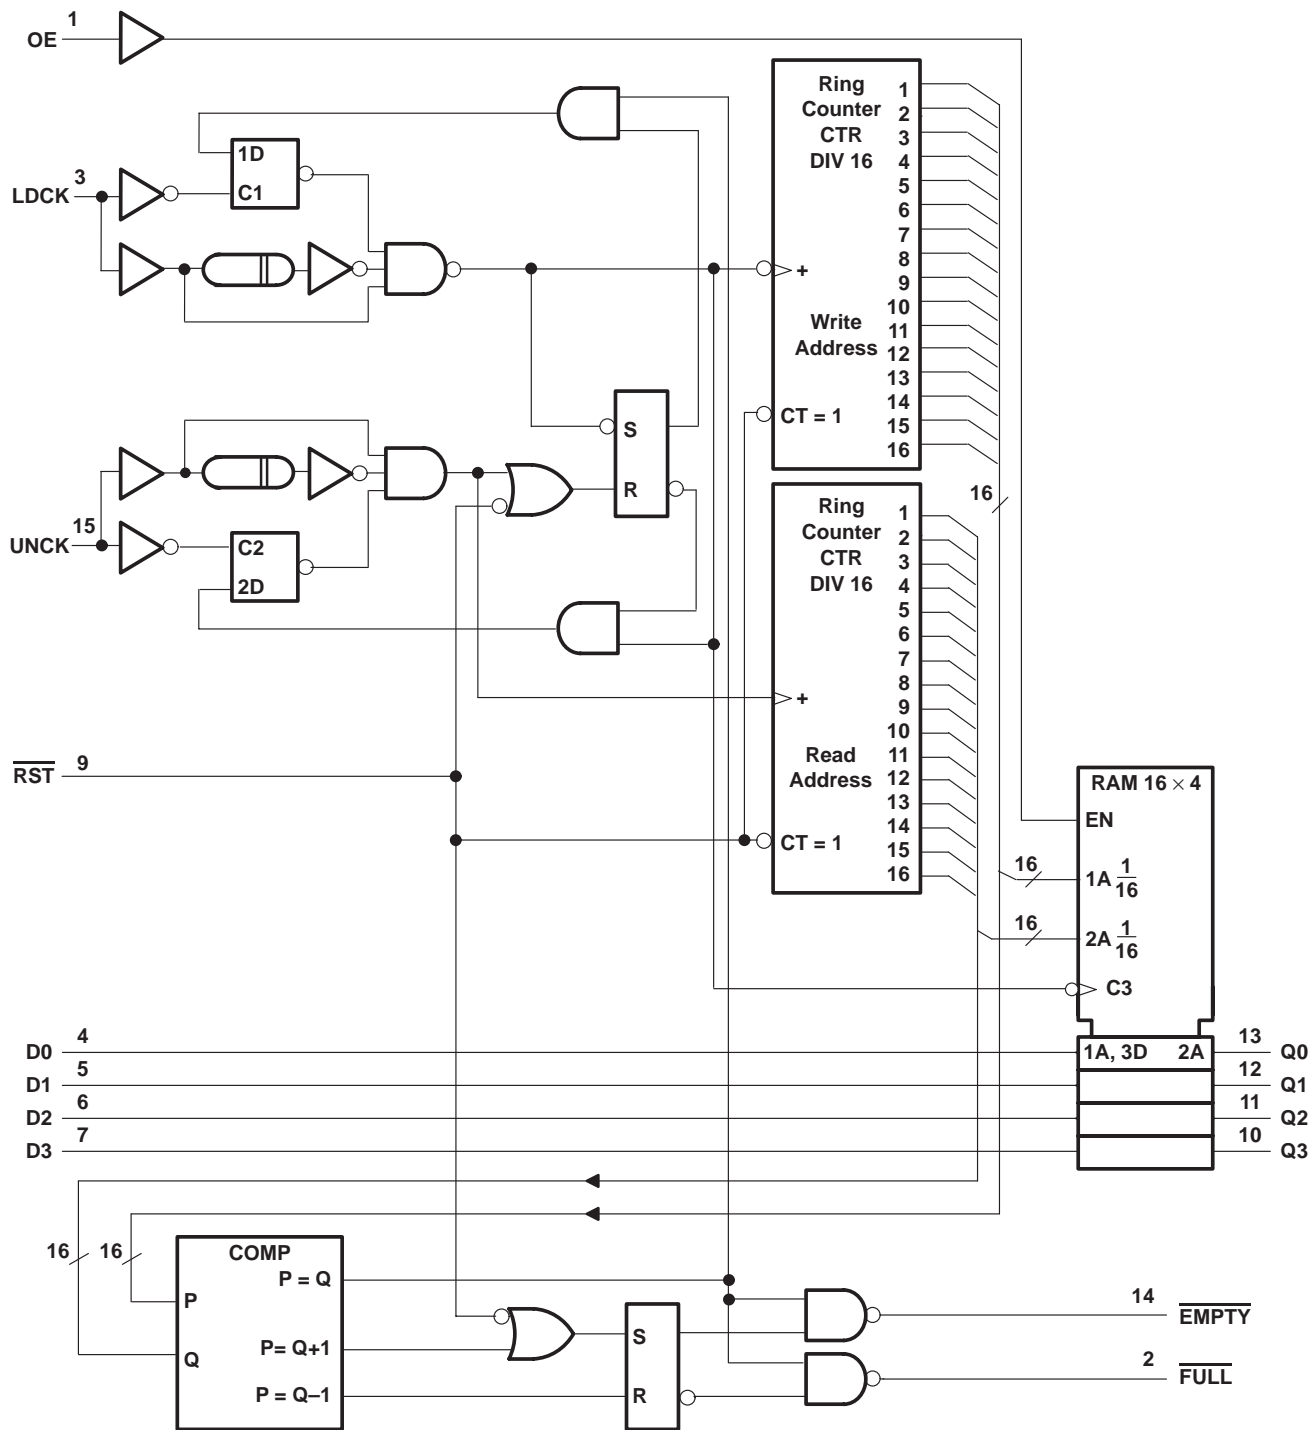 1
OE
Ring
Counter
CTR
DIV 16
1
2
3
4
5
6
7
8
9
10
11
12
13
14
15
16
Write
Address
CT = 1
+
1D
C1
3
LDCK
S
R
15
UNCK
C2
2D
16
Ring
Counter
CTR
DIV 16
1
2
3
4
5
6
7
8
9
10
11
12
13
14
15
16
+
Read
Address
CT = 1
RST
9
RAM 16 × 4
EN
16
1A 1/16
16
2A 1/16
C3
D0
4
1A, 3D 2A
13
Q0
D1
5
12
Q1
D2
6
11
Q2
D3
7
10
Q3
16
16
COMP
P = Q
P
P= Q+1
Q
P = Q–1
S
R
14
EMPTY
2
FULL